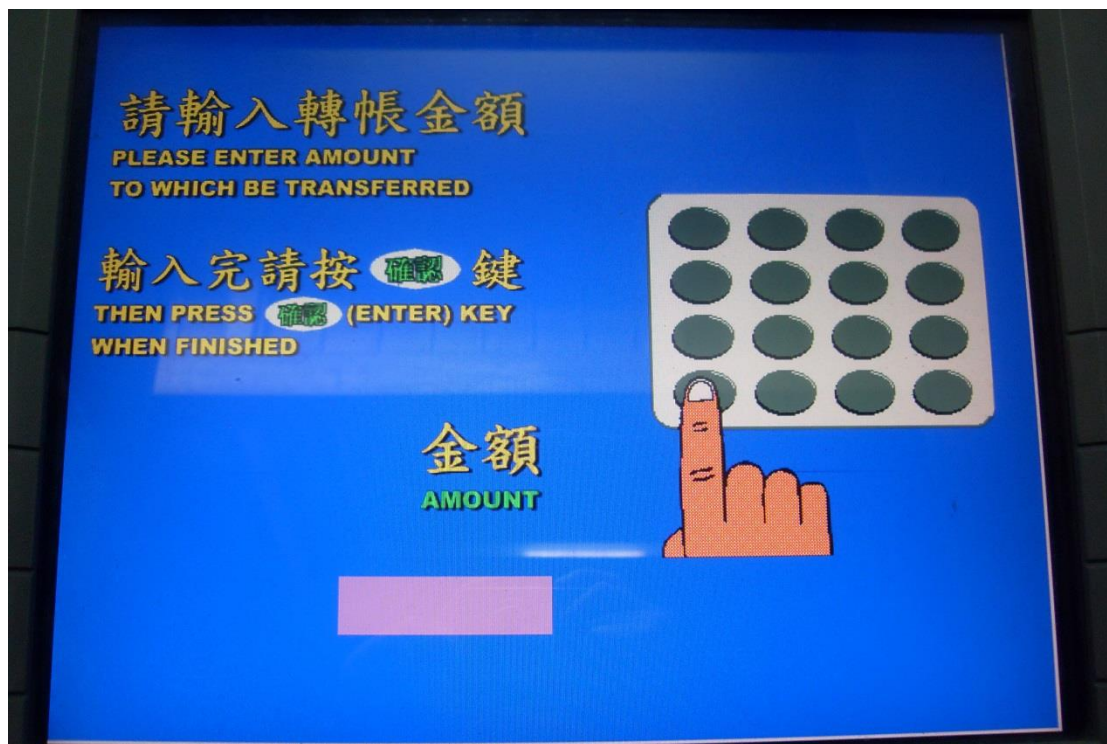 請輸入轉帳金額
PLEASE ENTER AMOUNT
TO WHICH BE TRANSFERRED
輸入完請按 確認 鍵
THEN PRESS 確認 (ENTER) KEY
WHEN FINISHED
金額
AMOUNT